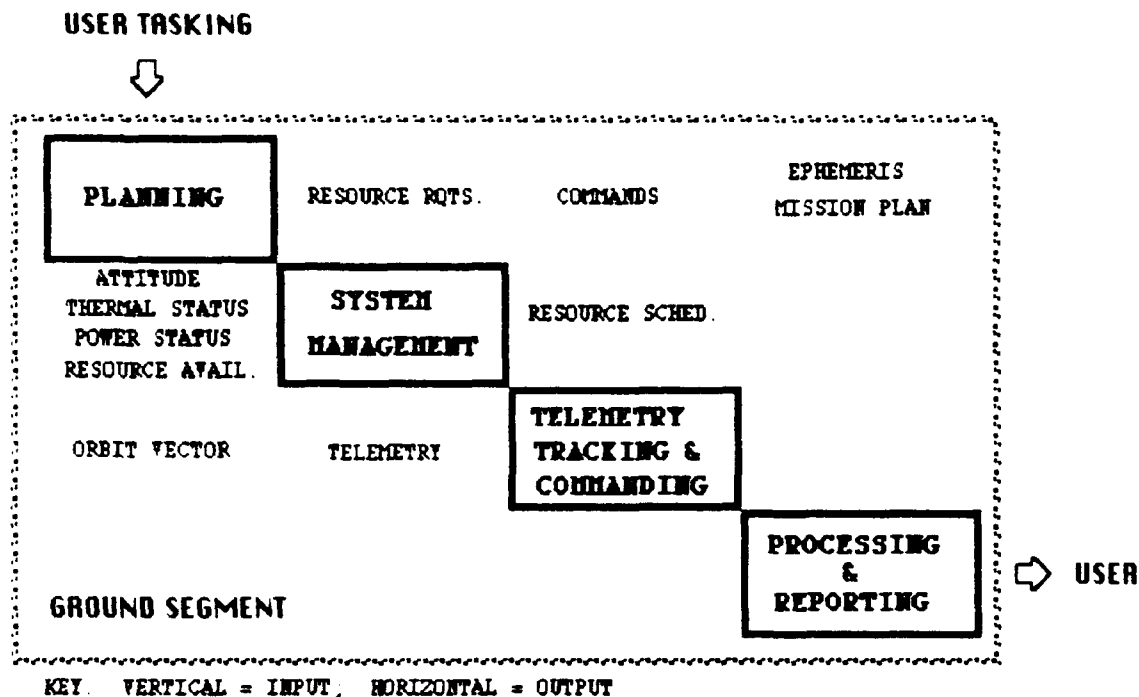 USER TASKING
PLANNING
RESOURCE RQTS.
COMMANDS
EPHEMERIS
MISSION PLAN
ATTITUDE
THERMAL STATUS
POWER STATUS
RESOURCE AVAIL.
SYSTEM
MANAGEMENT
RESOURCE SCHED.
ORBIT VECTOR
TELEMETRY
TELEMETRY
TRACKING &
COMMANDING
PROCESSING
&
REPORTING
USER
GROUND SEGMENT
KEY. VERTICAL = INPUT; HORIZONTAL = OUTPUT